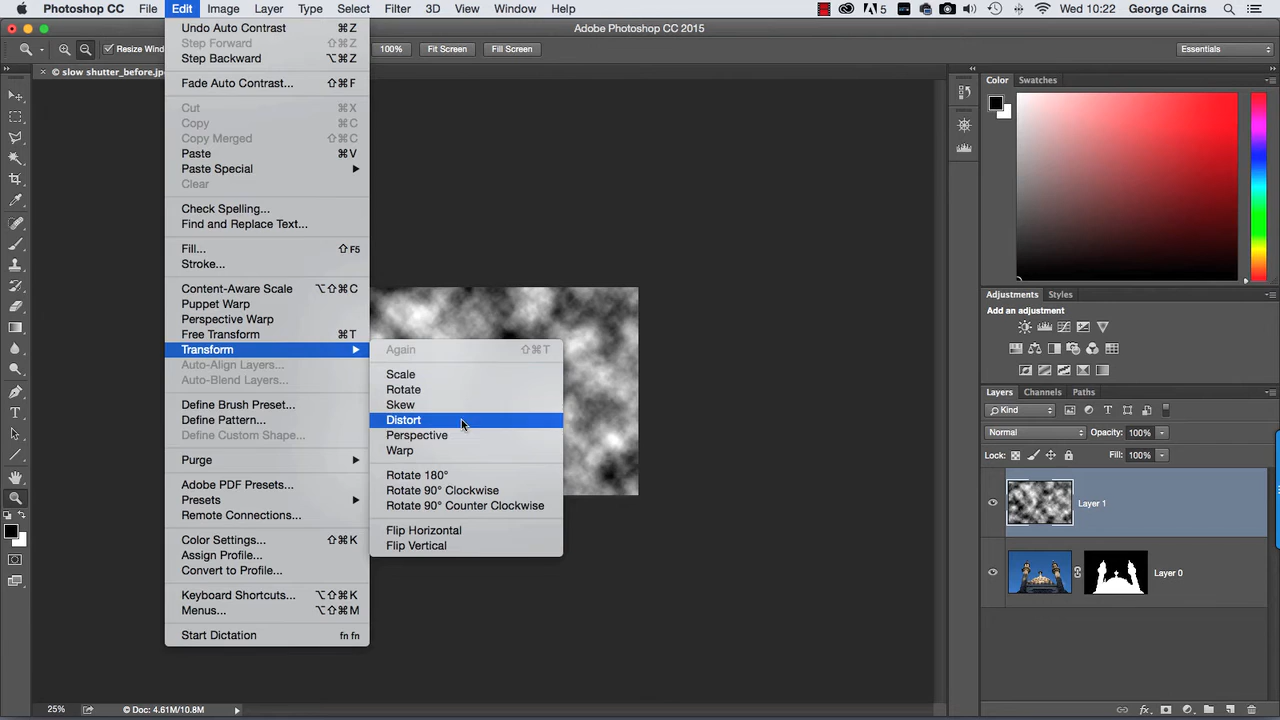 Photoshop CC File Edit Image Layer Type Select Filter 3D View Window Help 5 Wed 10:22 George Cairns
Adobe Photoshop CC 2015
Resize Wind 100% Fit Screen Fill Screen Essentials
× © slow shutter_before.jp
Undo Auto Contrast ⌘Z
Step Forward ⇧⌘Z
Step Backward ⌥⌘Z
Fade Auto Contrast... ⇧⌘F
Cut ⌘X
Copy ⌘C
Copy Merged ⇧⌘C
Paste ⌘V
Paste Special
Clear
Check Spelling...
Find and Replace Text...
Fill... ⇧F5
Stroke...
Content-Aware Scale ⌥⇧⌘C
Puppet Warp
Perspective Warp
Free Transform ⌘T
Transform
Auto-Align Layers...
Auto-Blend Layers...
Define Brush Preset...
Define Pattern...
Define Custom Shape...
Purge
Adobe PDF Presets...
Presets
Remote Connections...
Color Settings... ⇧⌘K
Assign Profile...
Convert to Profile...
Keyboard Shortcuts... ⌥⇧⌘K
Menus... ⌥⇧⌘M
Start Dictation fn fn
Again ⇧⌘T
Scale
Rotate
Skew
Distort
Perspective
Warp
Rotate 180°
Rotate 90° Clockwise
Rotate 90° Counter Clockwise
Flip Horizontal
Flip Vertical
Color Swatches
Adjustments Styles
Add an adjustment
Layers Channels Paths
Kind
Normal Opacity: 100%
Lock: Fill: 100%
Layer 1
Layer 0
25% Doc: 4.61M/10.8M
fx